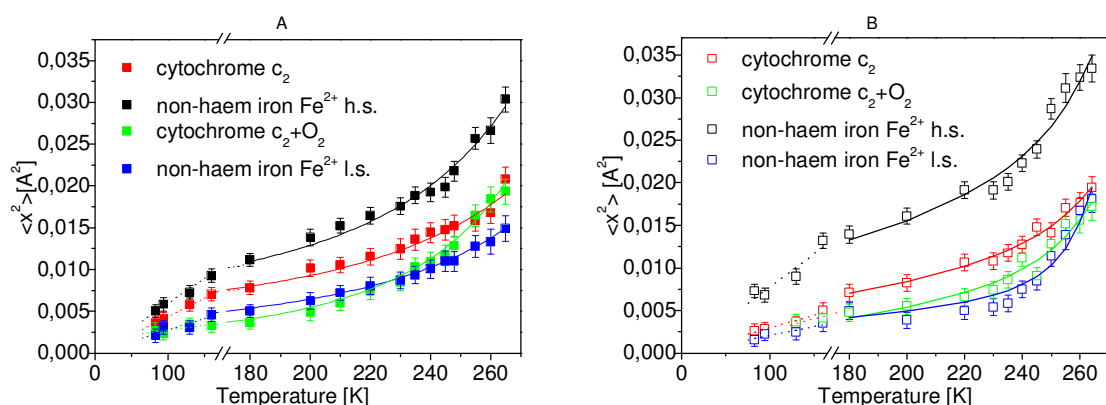 A
0,035
0,030
0,025
0,020
0,015
0,010
0,005
0,000
<x²> [A²]
cytochrome c₂
non-haem iron Fe²⁺ h.s.
cytochrome c₂+O₂
non-haem iron Fe²⁺ l.s.
0 100 200 220 240 260
Temperature [K]
B
0,035
0,030
0,025
0,020
0,015
0,010
0,005
0,000
<x²> [A²]
cytochrome c₂
cytochrome c₂+O₂
non-haem iron Fe²⁺ h.s.
non-haem iron Fe²⁺ l.s.
0 100 180 200 220 240 260
Temperature [K]